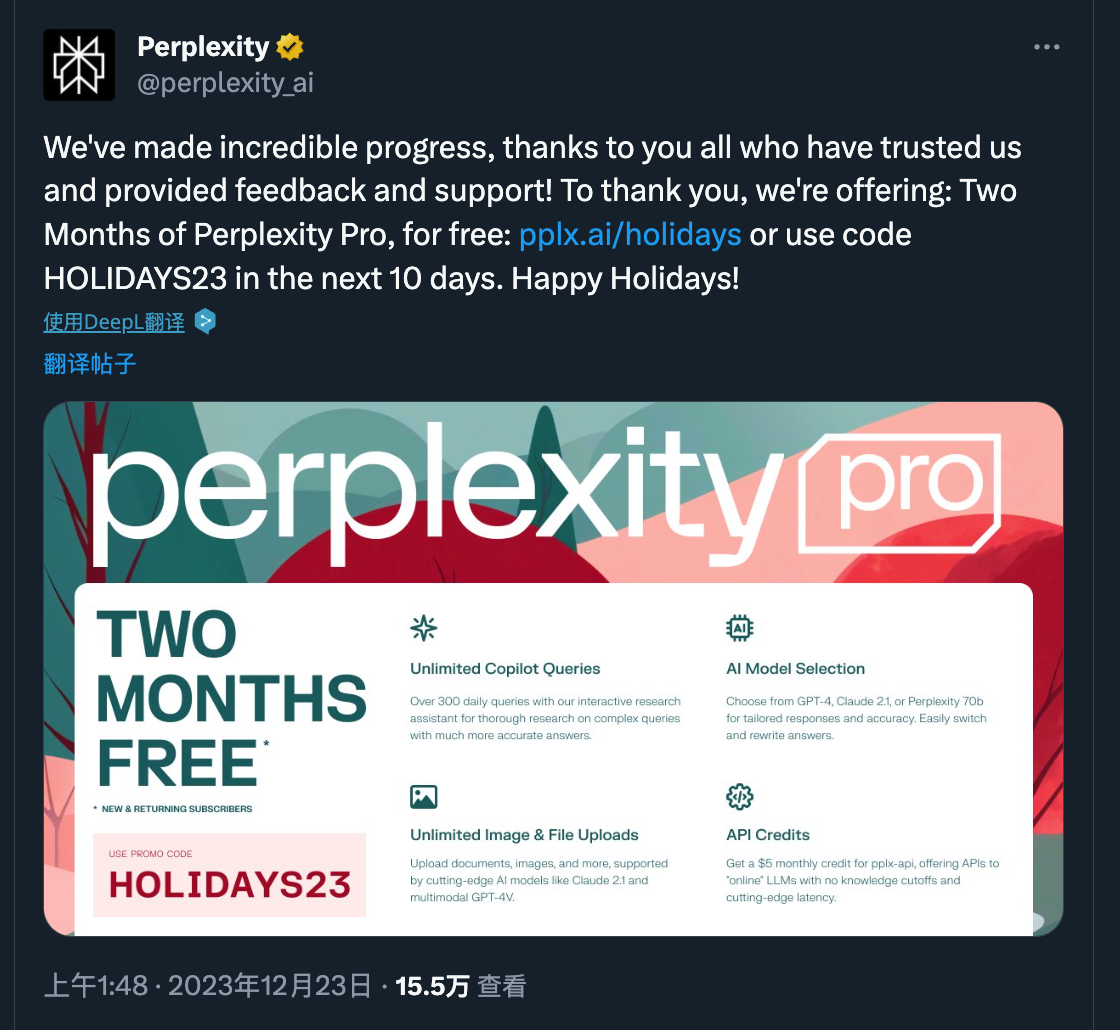 Perplexity
@perplexity_ai
We've made incredible progress, thanks to you all who have trusted us
and provided feedback and support! To thank you, we're offering: Two
Months of Perplexity Pro, for free: pplx.ai/holidays or use code
HOLIDAYS23 in the next 10 days. Happy Holidays!
使用DeepL翻译
翻译帖子
perplexity pro
TWO
MONTHS
FREE*
* NEW & RETURNING SUBSCRIBERS
USE PROMO CODE
HOLIDAYS23
Unlimited Copilot Queries
Over 300 daily queries with our interactive research
assistant for thorough research on complex queries
with much more accurate answers.
AI
AI Model Selection
Choose from GPT-4, Claude 2.1, or Perplexity 70b
for tailored responses and accuracy. Easily switch
and rewrite answers.
Unlimited Image & File Uploads
Upload documents, images, and more, supported
by cutting-edge AI models like Claude 2.1 and
multimodal GPT-4V.
API Credits
Get a $5 monthly credit for pplx-api, offering APIs to
"online" LLMs with no knowledge cutoffs and
cutting-edge latency.
上午1:48 · 2023年12月23日 · 15.5万 查看